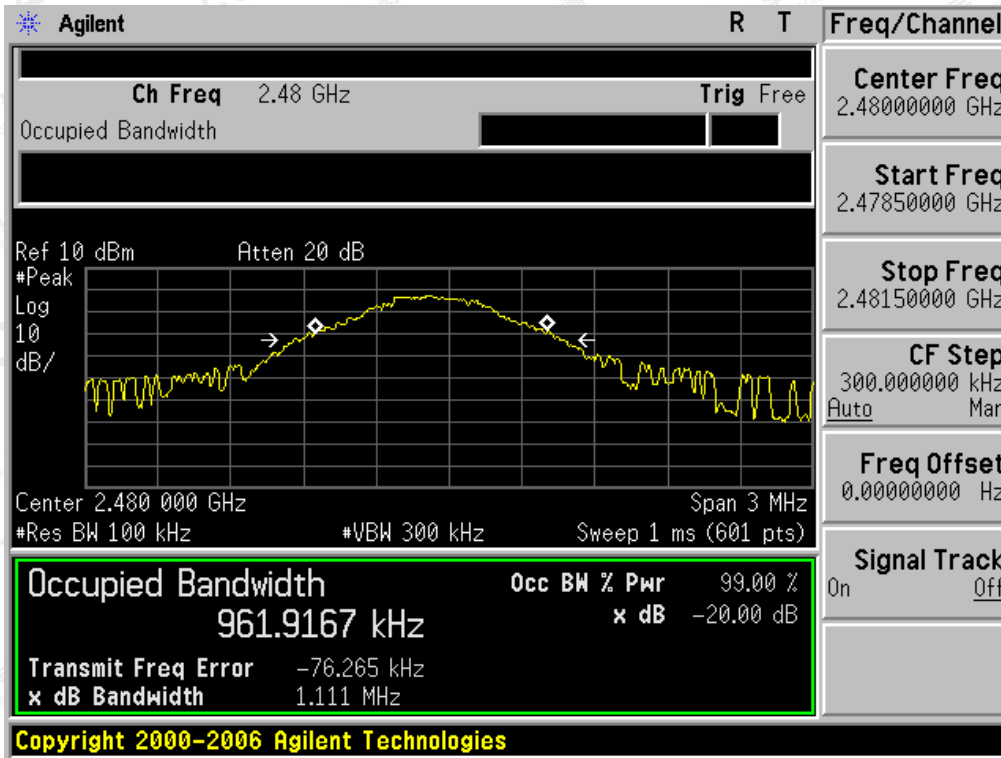 Agilent R T
Freq/Channel
Ch Freq 2.48 GHz Trig Free
Occupied Bandwidth
Ref 10 dBm Atten 20 dB
#Peak
Log
10
dB/
Center 2.480 000 GHz Span 3 MHz
#Res BW 100 kHz #VBW 300 kHz Sweep 1 ms (601 pts)
Occupied Bandwidth
961.9167 kHz
Occ BW % Pwr 99.00 %
x dB -20.00 dB
Transmit Freq Error -76.265 kHz
x dB Bandwidth 1.111 MHz
Copyright 2000-2006 Agilent Technologies
Center Freq
2.48000000 GHz
Start Freq
2.47850000 GHz
Stop Freq
2.48150000 GHz
CF Step
300.000000 kHz
Auto Man
Freq Offset
0.00000000 Hz
Signal Track
On Off